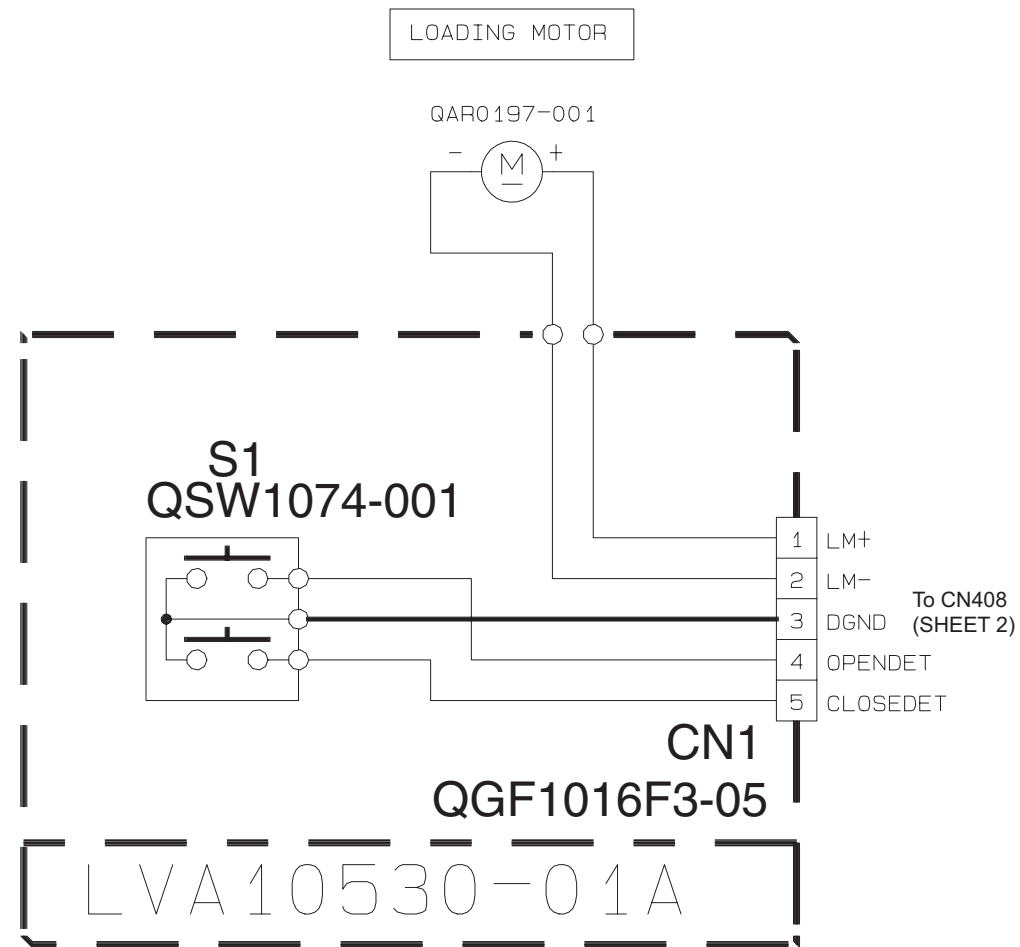 LOADING MOTOR
QAR0197-001
- M +
S1
QSW1074-001
1 LM+
2 LM-
3 DGND
4 OPENDET
5 CLOSEDET
To CN408
(SHEET 2)
CN1
QGF1016F3-05
LVA10530-01A